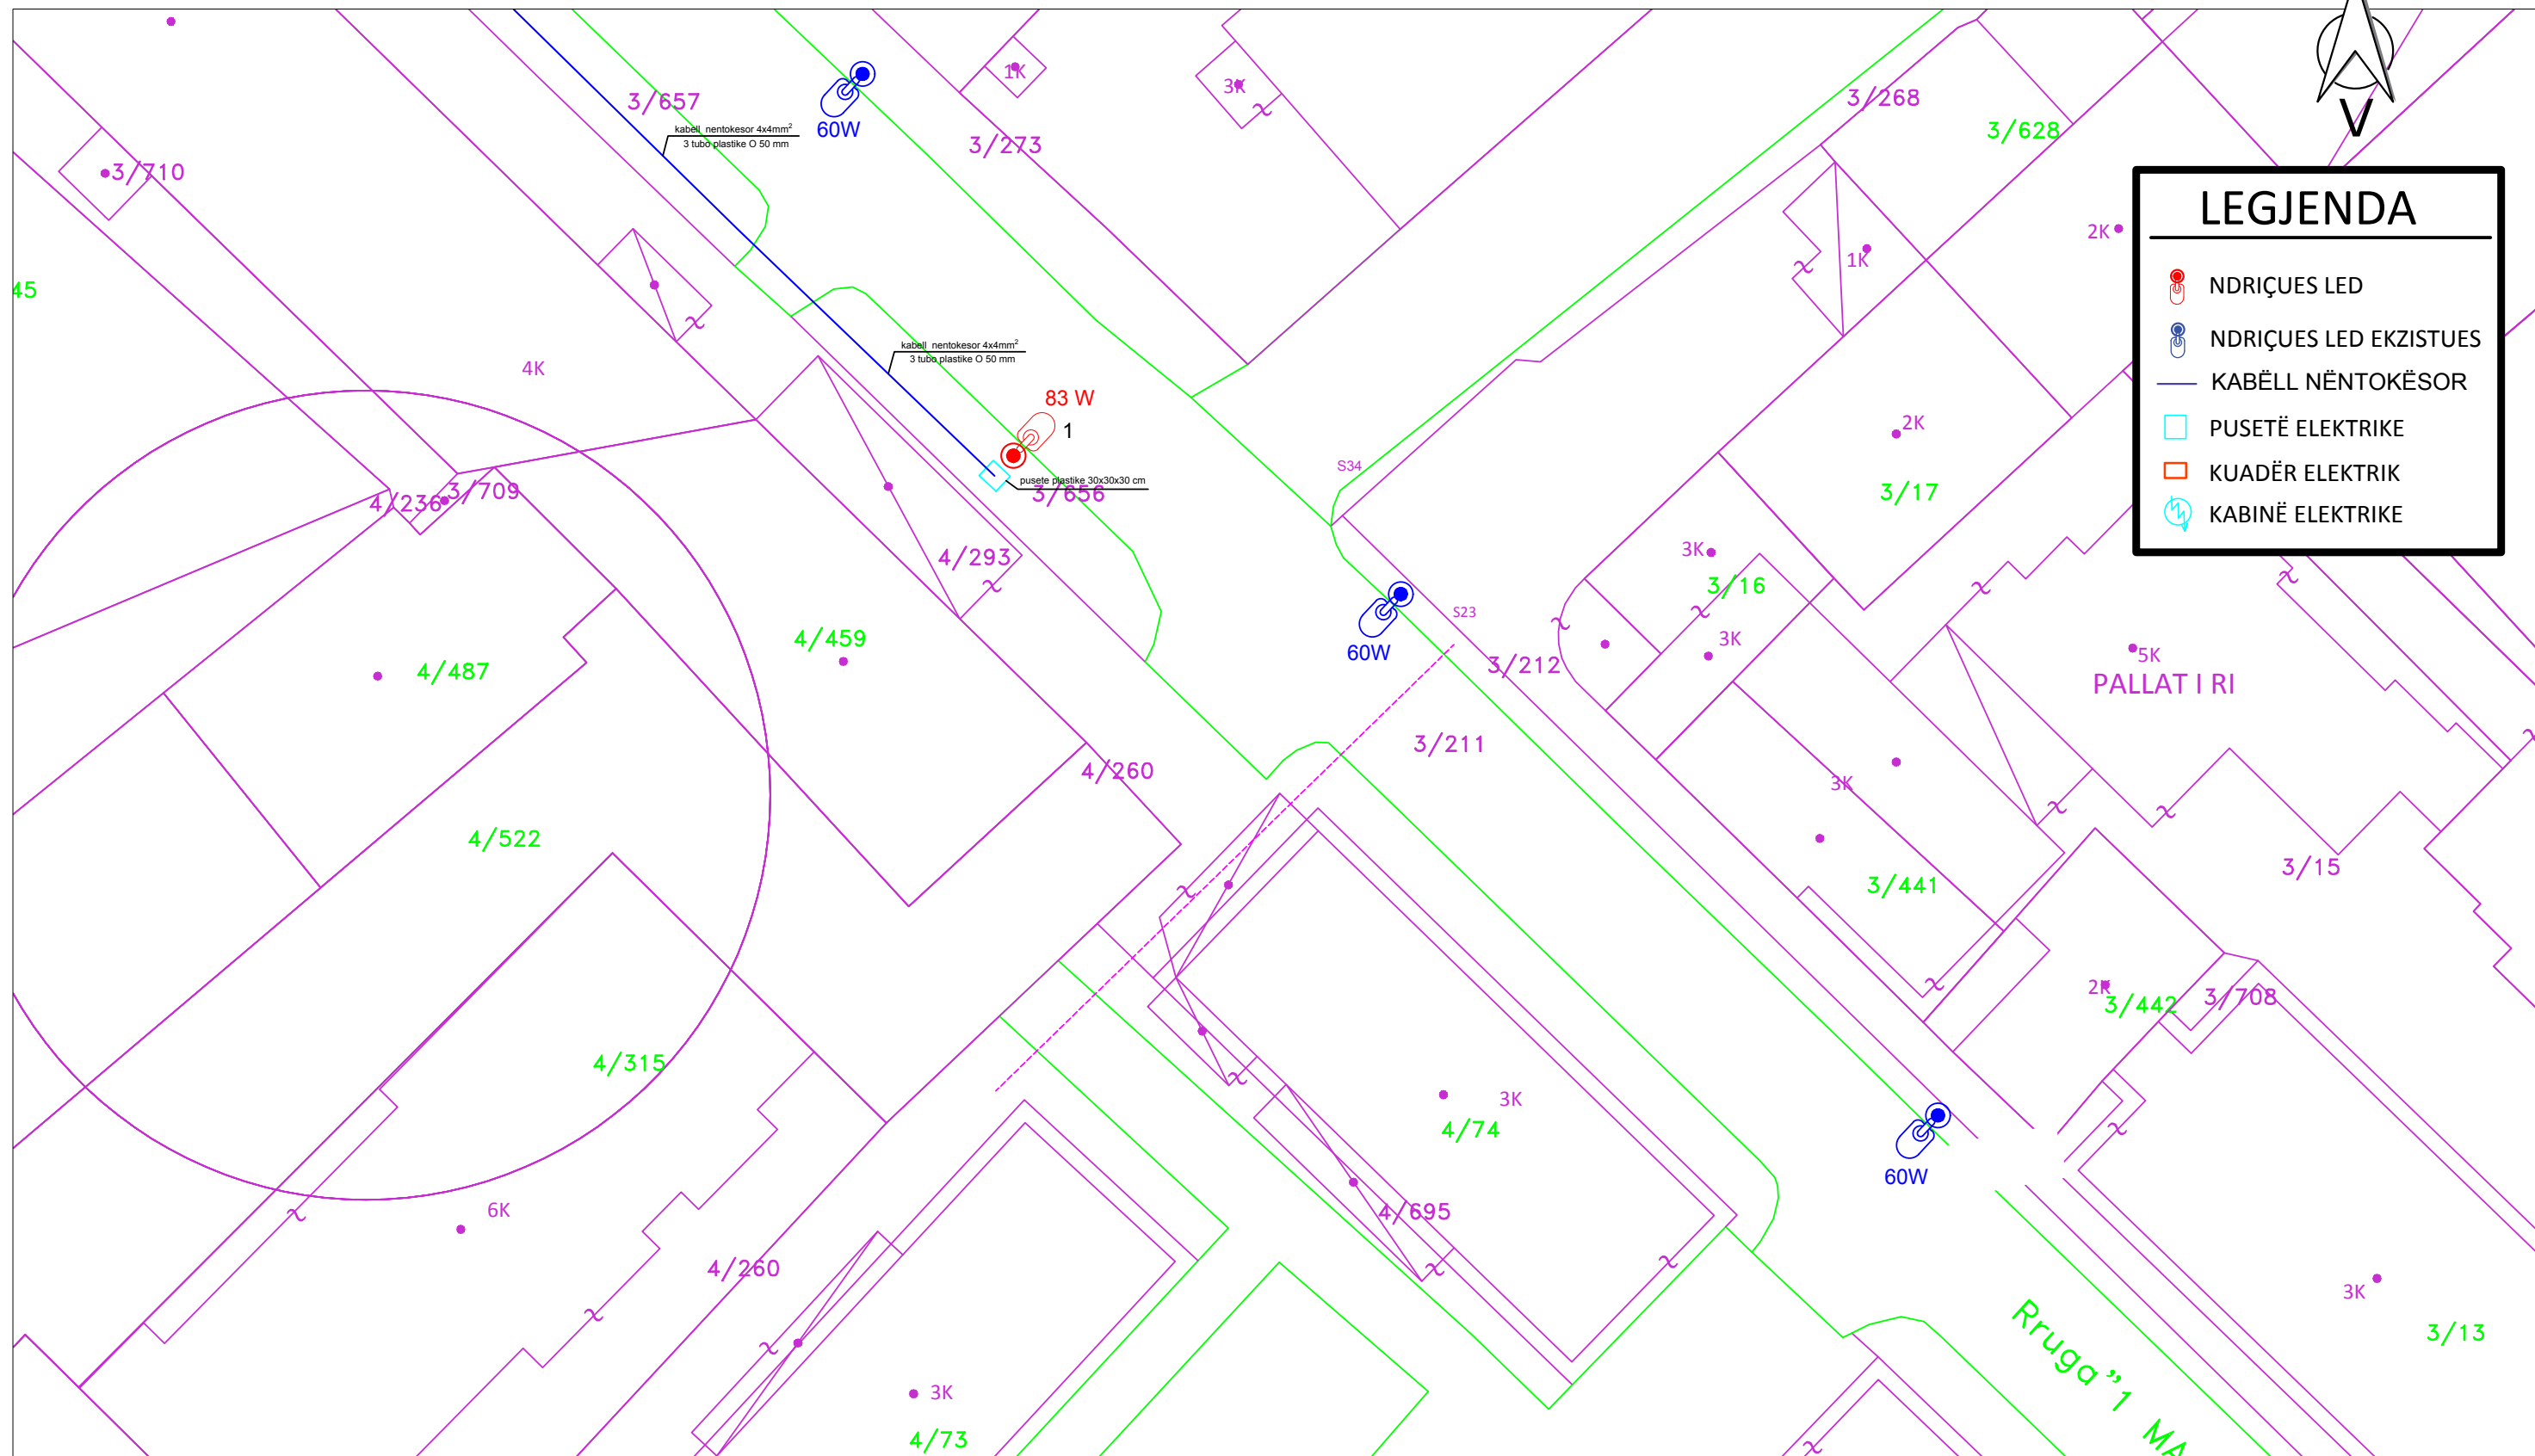 1K
3K
3/657
60W
kabell nentokesor 4x4mm²
3 tubo plastike O 50 mm
3/273
3/268
3/628
V
3/710
LEGJENDA
2K
1K
NDRIÇUES LED
45
NDRIÇUES LED EKZISTUES
kabell nentokesor 4x4mm²
3 tubo plastike O 50 mm
4K
KABËLL NËNTOKËSOR
83 W
1
2K
PUSETË ELEKTRIKE
S34
KUADËR ELEKTRIK
pusete plastike 30x30x30 cm
3/709
3/656
3/17
4/236
KABINË ELEKTRIKE
3K
4/293
3/16
S23
4/459
3K
60W
5K
4/487
3/212
PALLAT I RI
3/211
4/260
3K
4/522
3/15
3/441
2K
3/442
3/708
4/315
3K
4/74
60W
6K
4/695
4/260
3K
3/13
Rruga "1 MA
3K
4/73